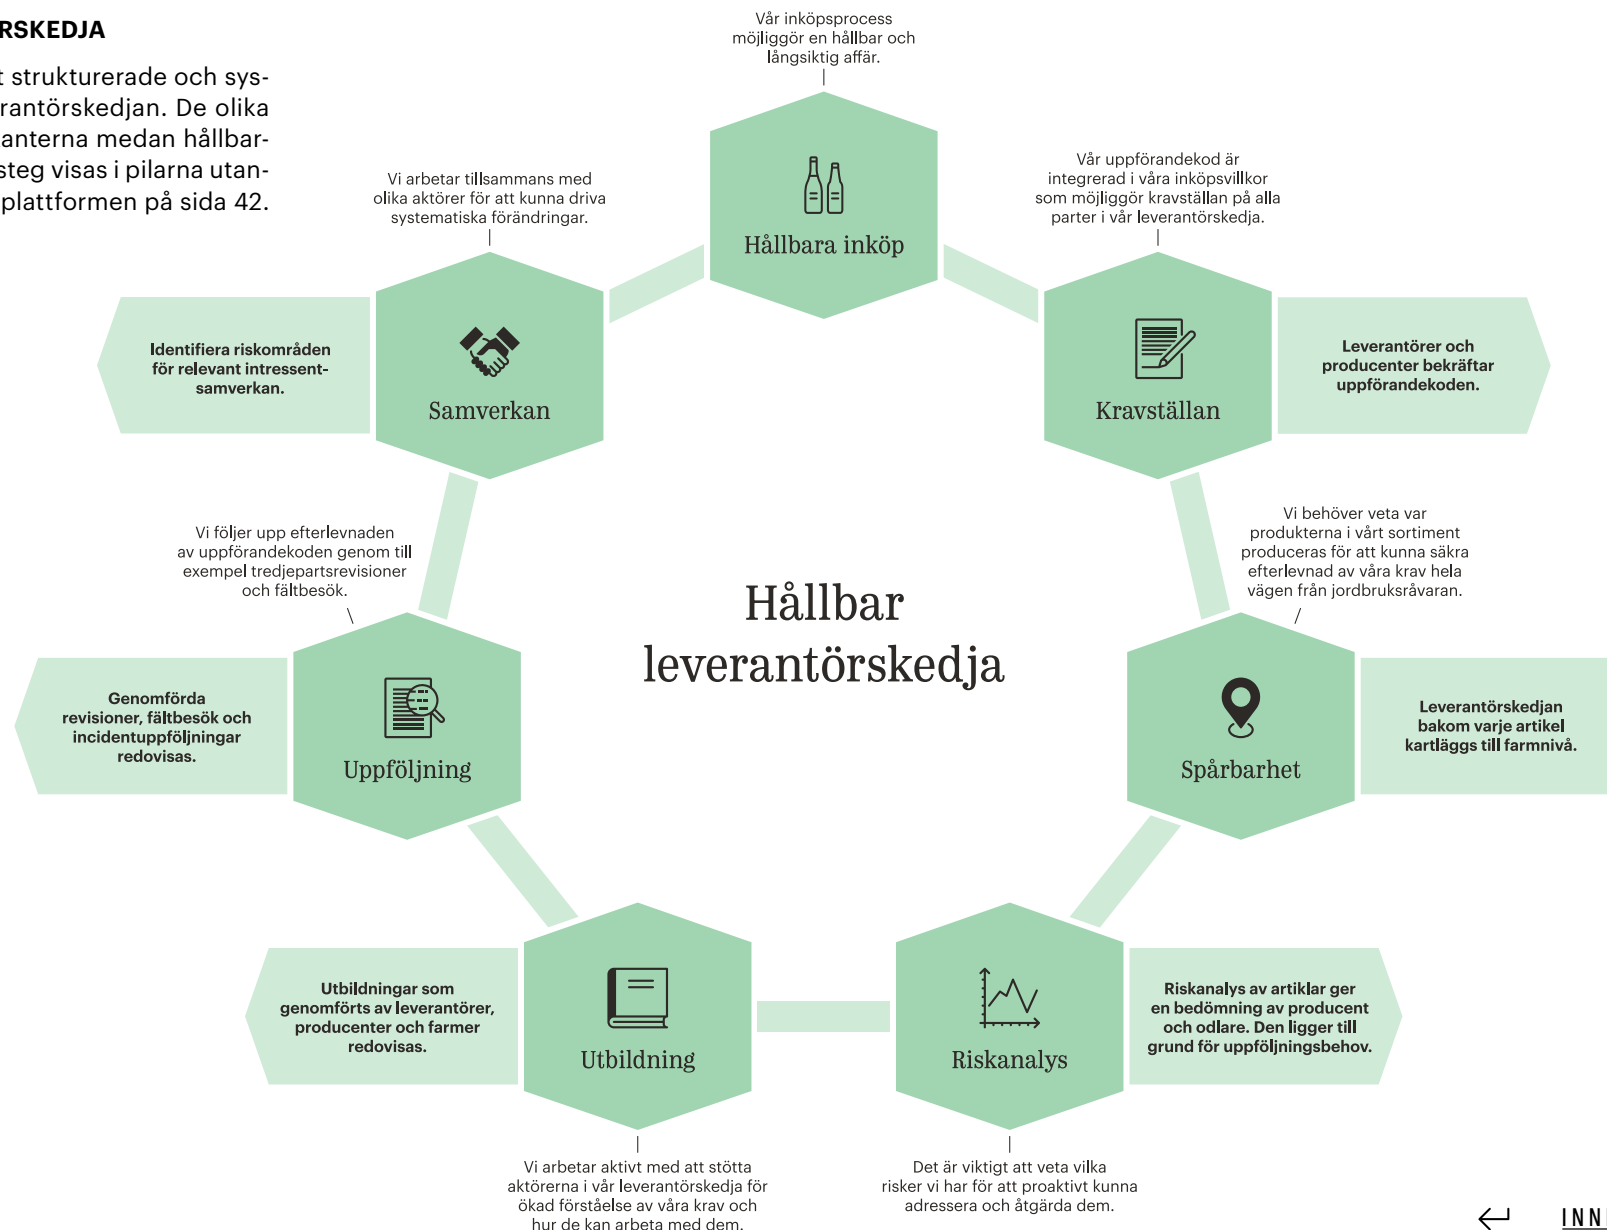 RSKEDJA
t strukturerade och sys-
rantörskedjan. De olika
kanterna medan hållbar-
steg visas i pilarna utan-
plattformen på sida 42.
Vår inköpsprocess
möjliggör en hållbar och
långsiktig affär.
Hållbara inköp
Vår uppförandekod är
integrerad i våra inköpsvillkor
som möjliggör kravställan på alla
parter i vår leverantörskedja.
Kravställan
Leverantörer och
producenter bekräftar
uppförandekoden.
Vi behöver veta var
produkterna i vårt sortiment
produceras för att kunna säkra
efterlevnad av våra krav hela
vägen från jordbruksråvaran.
Spårbarhet
Leverantörskedjan
bakom varje artikel
kartläggs till farmnivå.
Riskanalys
Riskanalys av artiklar ger
en bedömning av producent
och odlare. Den ligger till
grund för uppföljningsbehov.
Det är viktigt att veta vilka
risker vi har för att proaktivt kunna
adressera och åtgärda dem.
Utbildning
Utbildningar som
genomförts av leverantörer,
producenter och farmer
redovisas.
Vi arbetar aktivt med att stötta
aktörerna i vår leverantörskedja för
ökad förståelse av våra krav och
hur de kan arbeta med dem.
Vi följer upp efterlevnaden
av uppförandekoden genom till
exempel tredjepartsrevisioner
och fältbesök.
Uppföljning
Genomförda
revisioner, fältbesök och
incidentuppföljningar
redovisas.
Vi arbetar tillsammans med
olika aktörer för att kunna driva
systematiska förändringar.
Samverkan
Identifiera riskområden
för relevant intressent-
samverkan.
Hållbar
leverantörskedja
INN